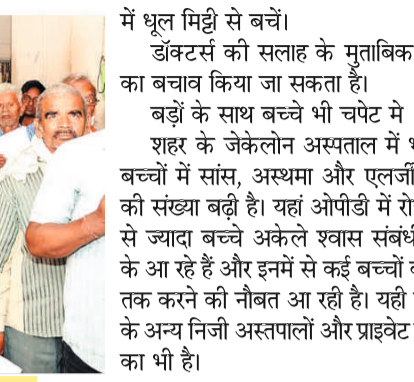 में धूल मिट्टी से बचें।
डॉक्टर्स की सलाह के मुताबिक
का बचाव किया जा सकता है।
बड़ों के साथ बच्चे भी चपेट मे
शहर के जेकेलोन अस्पताल में
बच्चों में सांस, अस्थमा और एलर्जी
की संख्या बढ़ी है। यहां ओपीडी में
से ज्यादा बच्चे अकेले श्वास संबंधी
के आ रहे हैं और इनमें से कई बच्चों
तक करने की नौबत आ रही है। यही
के अन्य निजी अस्तपालों और प्राइवेट
का भी है।